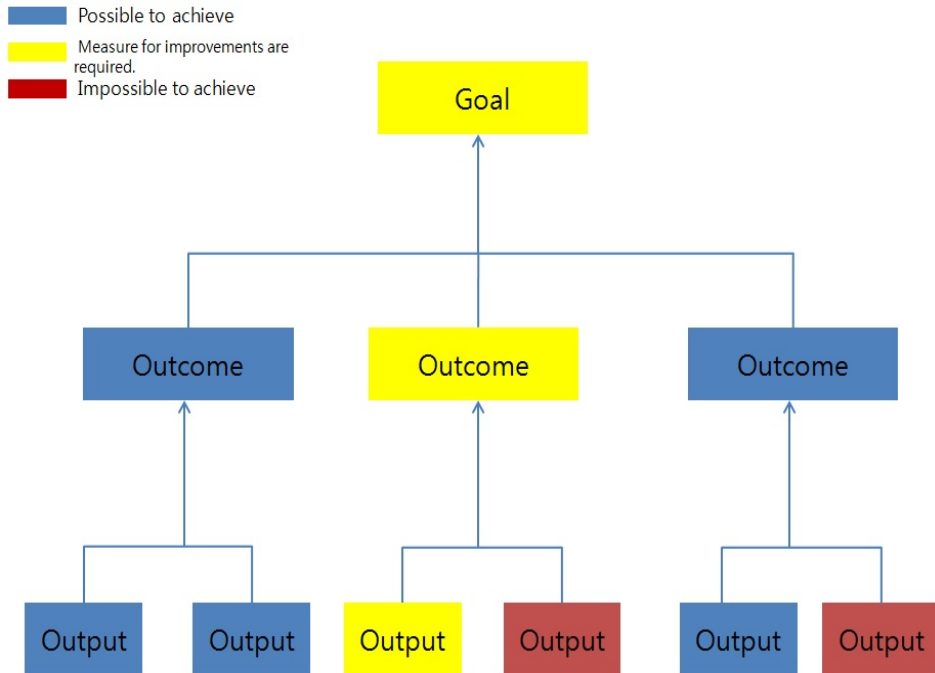 Possible to achieve
Measure for improvements are
required.
Impossible to achieve
Goal
Outcome
Outcome
Outcome
Output
Output
Output
Output
Output
Output